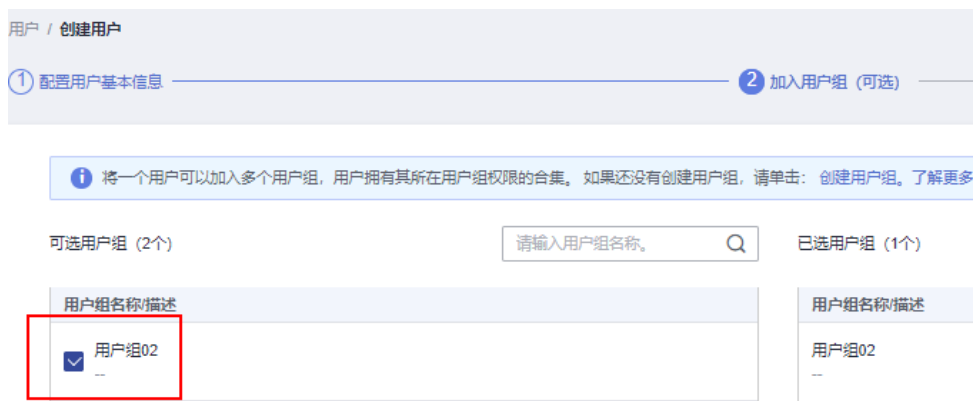 用户 / 创建用户
1 配置用户基本信息
2 加入用户组 (可选)
将一个用户可以加入多个用户组，用户拥有其所在用户组权限的合集。 如果还没有创建用户组，请单击： 创建用户组。了解更多
可选用户组 (2个)
请输入用户组名称。
已选用户组 (1个)
用户组名称/描述
用户组名称/描述
用户组02
--
用户组02
--